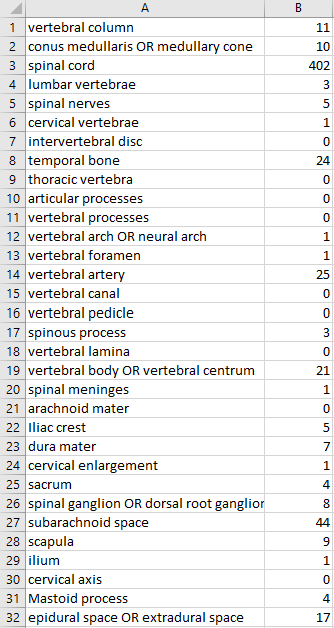 A B
1 vertebral column 11
2 conus medullaris OR medullary cone 10
3 spinal cord 402
4 lumbar vertebrae 3
5 spinal nerves 5
6 cervical vertebrae 1
7 intervertebral disc 0
8 temporal bone 24
9 thoracic vertebra 0
10 articular processes 0
11 vertebral processes 0
12 vertebral arch OR neural arch 1
13 vertebral foramen 1
14 vertebral artery 25
15 vertebral canal 0
16 vertebral pedicle 0
17 spinous process 3
18 vertebral lamina 0
19 vertebral body OR vertebral centrum 21
20 spinal meninges 1
21 arachnoid mater 0
22 Iliac crest 5
23 dura mater 7
24 cervical enlargement 1
25 sacrum 4
26 spinal ganglion OR dorsal root ganglior 8
27 subarachnoid space 44
28 scapula 9
29 ilium 1
30 cervical axis 0
31 Mastoid process 4
32 epidural space OR extradural space 17